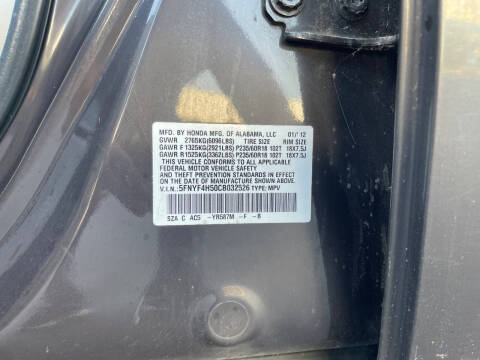 MFD. BY HONDA MFG. OF ALABAMA, LLC 01/'12
GVWR 2765KG(6096LBS) TIRE SIZE RIM SIZE
GAWR F 1325KG(2921LBS) P235/60R18 102T 18X7.5J
GAWR R 1525KG(3362LBS) P235/60R18 102T 18X7.5J
THIS VEHICLE CONFORMS TO ALL APPLICABLE
FEDERAL MOTOR VEHICLE SAFETY
AND THEFT PREVENTION STANDARDS IN EFFECT
ON THE DATE OF MANUFACTURE SHOWN ABOVE.
V.I.N.: 5FNYF4H50CB032526 TYPE: MPV
SZA C AC5 -YR587M -F -B